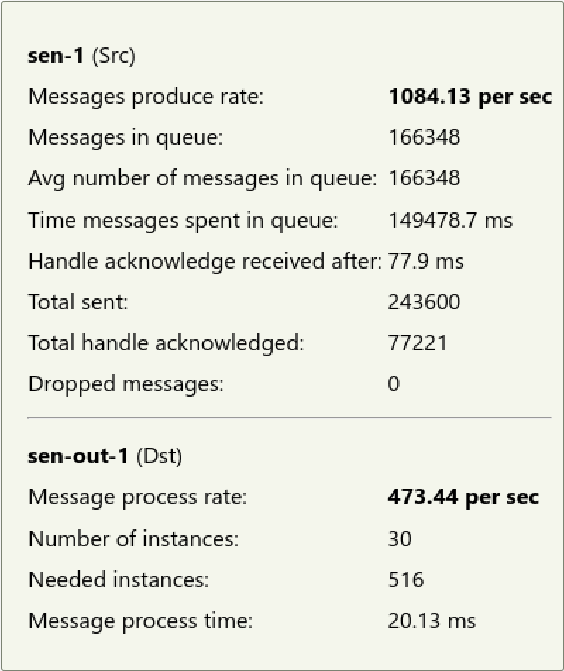 sen-1 (Src)
Messages produce rate: 1084.13 per sec
Messages in queue: 166348
Avg number of messages in queue: 166348
Time messages spent in queue: 149478.7 ms
Handle acknowledge received after: 77.9 ms
Total sent: 243600
Total handle acknowledged: 77221
Dropped messages: 0
sen-out-1 (Dst)
Message process rate: 473.44 per sec
Number of instances: 30
Needed instances: 516
Message process time: 20.13 ms